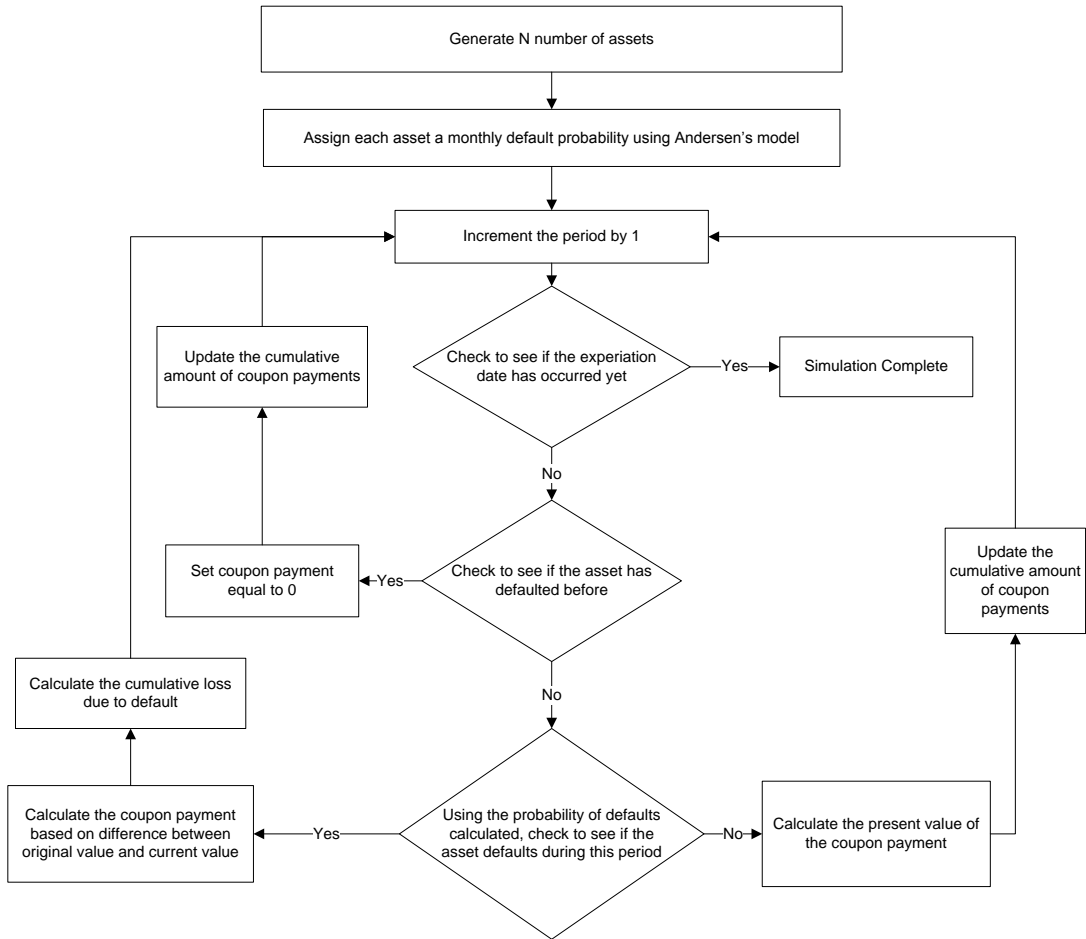 Generate N number of assets
Assign each asset a monthly default probability using Andersen’s model
Increment the period by 1
Check to see if the experiation
date has occurred yet
Yes
Simulation Complete
Update the cumulative
amount of coupon payments
No
Check to see if the asset has
defaulted before
Yes
Set coupon payment
equal to 0
Update the
cumulative amount
of coupon
payments
Calculate the cumulative loss
due to default
No
Using the probability of defaults
calculated, check to see if the
asset defaults during this period
Yes
Calculate the coupon payment
based on difference between
original value and current value
No
Calculate the present value of
the coupon payment